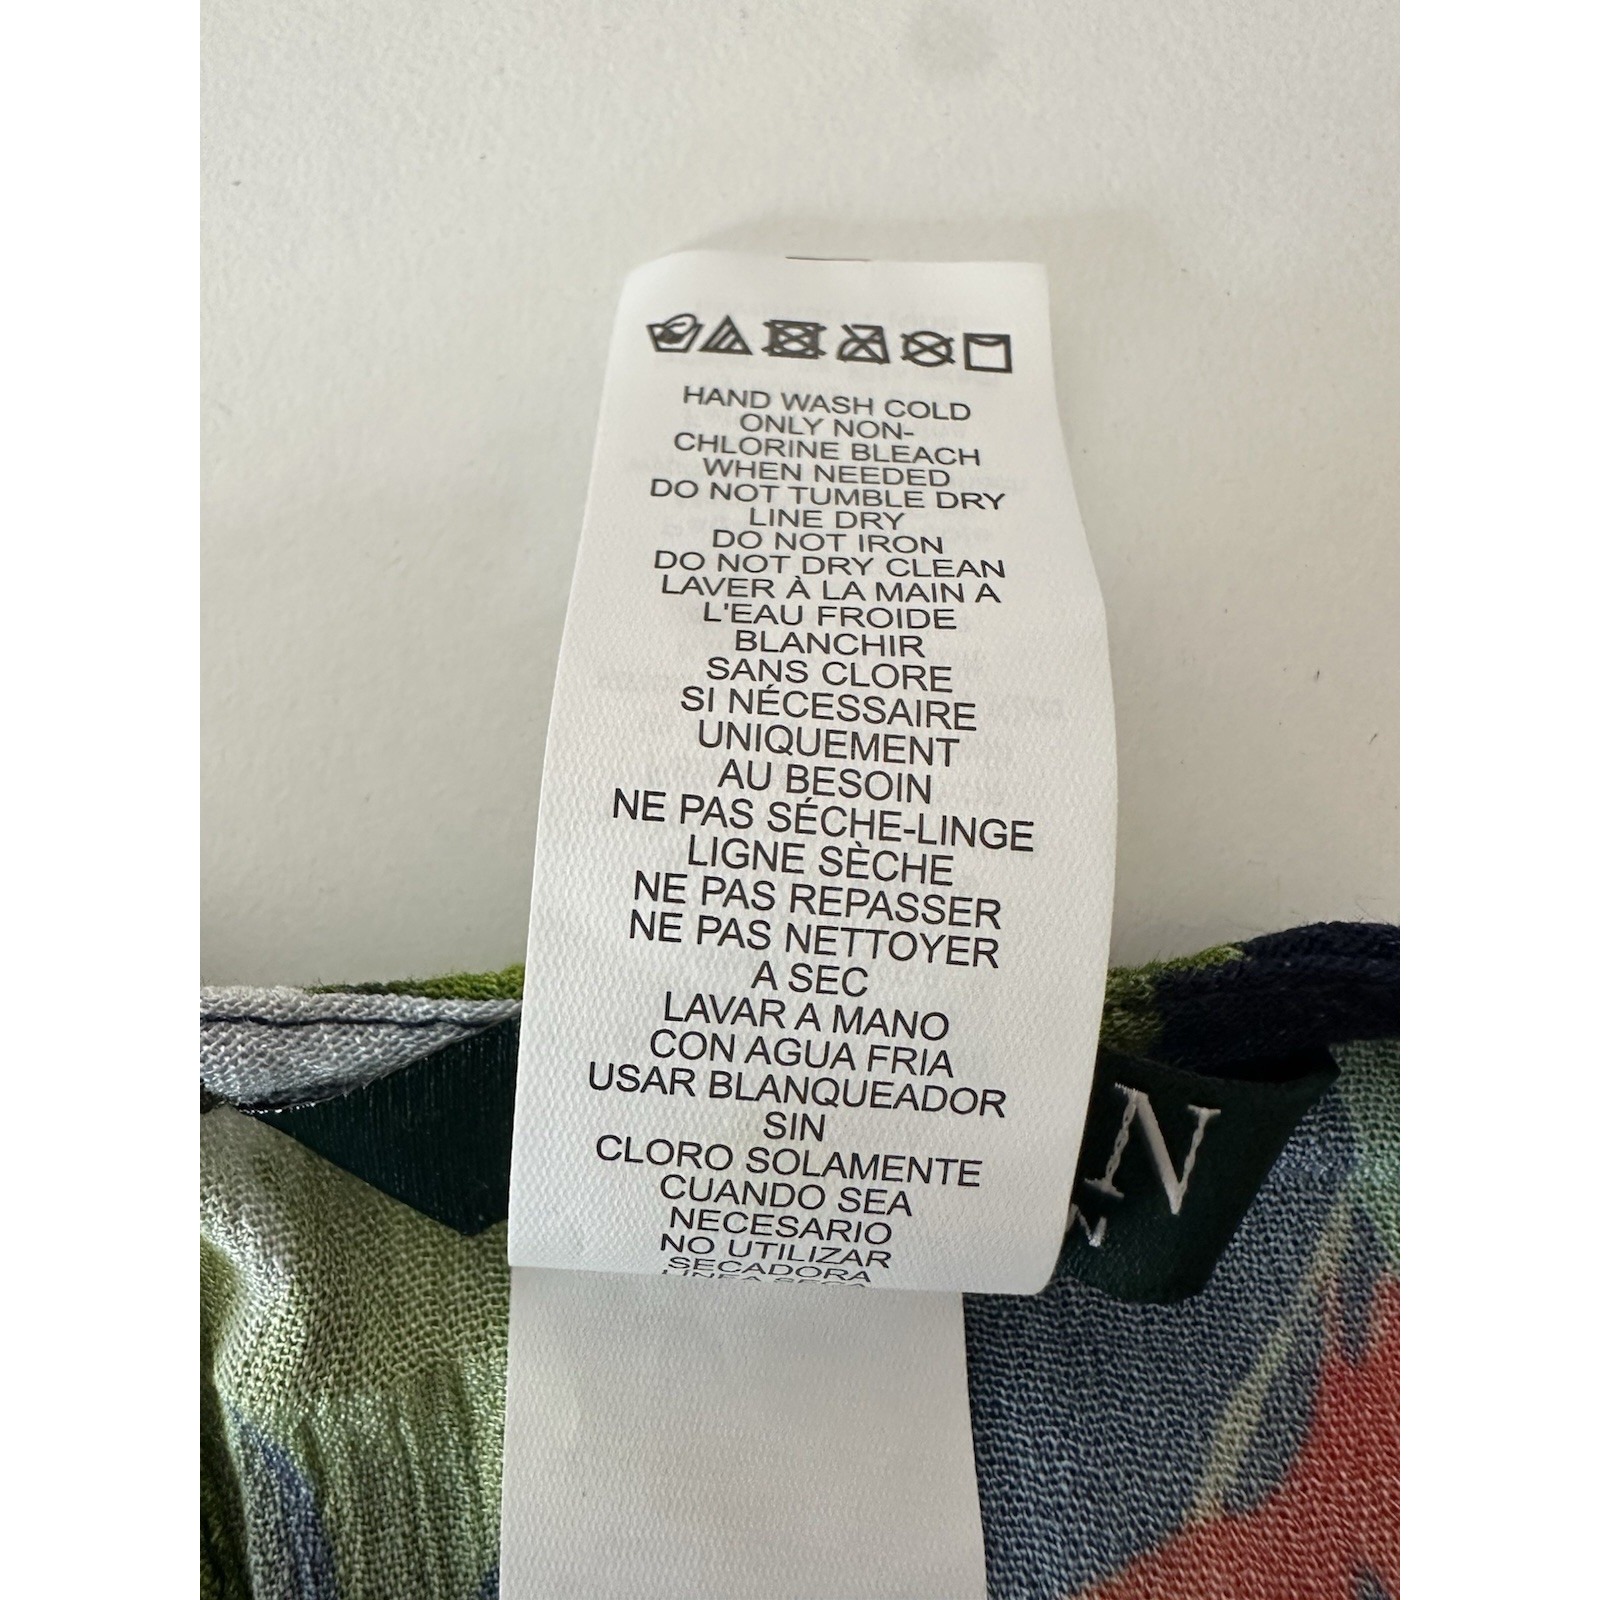 HAND WASH COLD
ONLY NON-
CHLORINE BLEACH
WHEN NEEDED
DO NOT TUMBLE DRY
LINE DRY
DO NOT IRON
DO NOT DRY CLEAN
LAVER À LA MAIN A
L'EAU FROIDE
BLANCHIR
SANS CLORE
SI NÉCESSAIRE
UNIQUEMENT
AU BESOIN
NE PAS SÉCHE-LINGE
LIGNE SÈCHE
NE PAS REPASSER
NE PAS NETTOYER
A SEC
LAVAR A MANO
CON AGUA FRIA
USAR BLANQUEADOR
SIN
CLORO SOLAMENTE
CUANDO SEA
NECESARIO
NO UTILIZAR
SECADORA
LÍNEA SECA
N
N